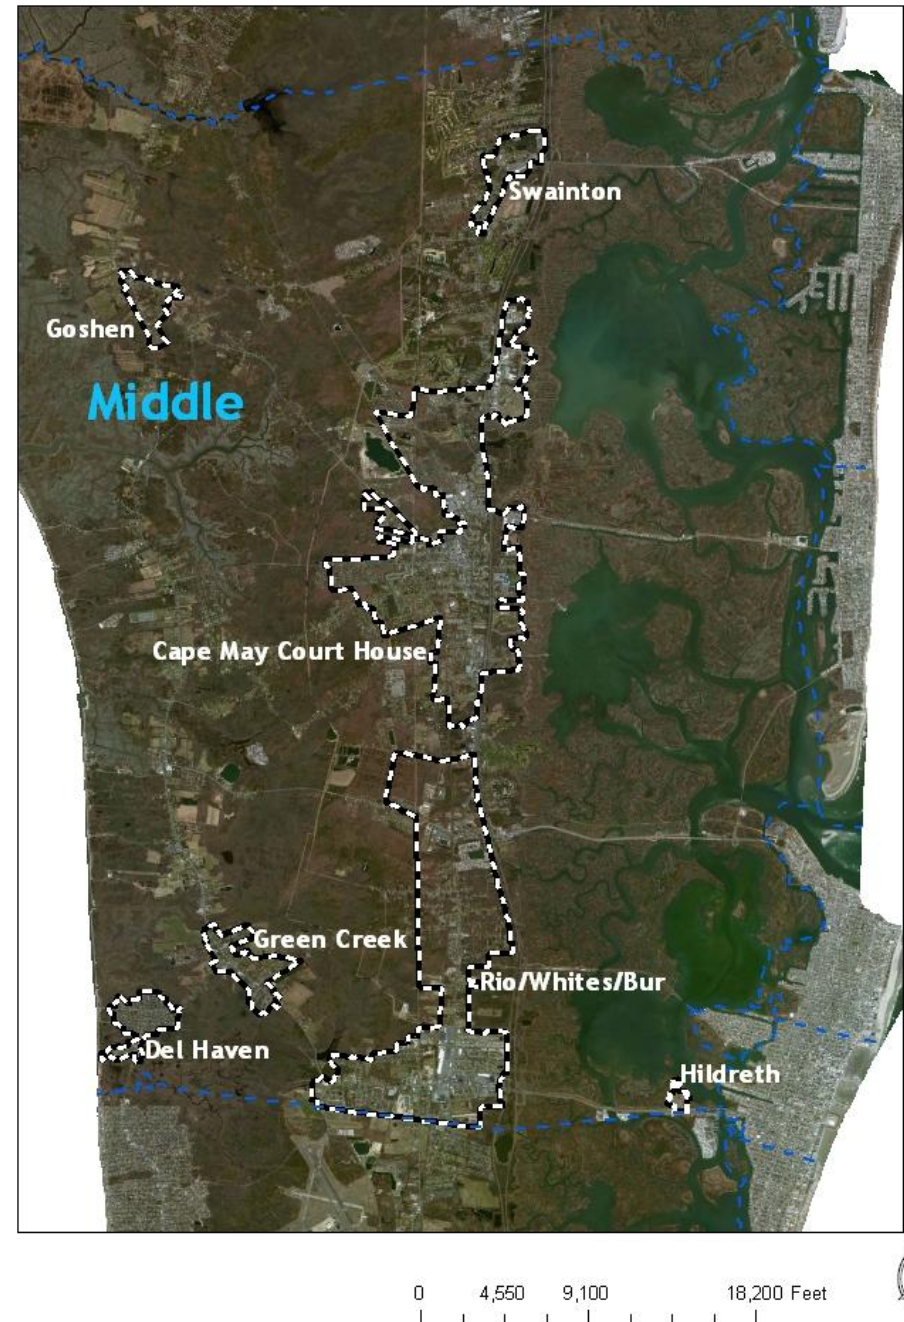 Swainton
Goshen
Middle
Cape May Court House
Green Creek
Rio/Whites/Bur
Del Haven
Hildreth
0 4,550 9,100 18,200 Feet